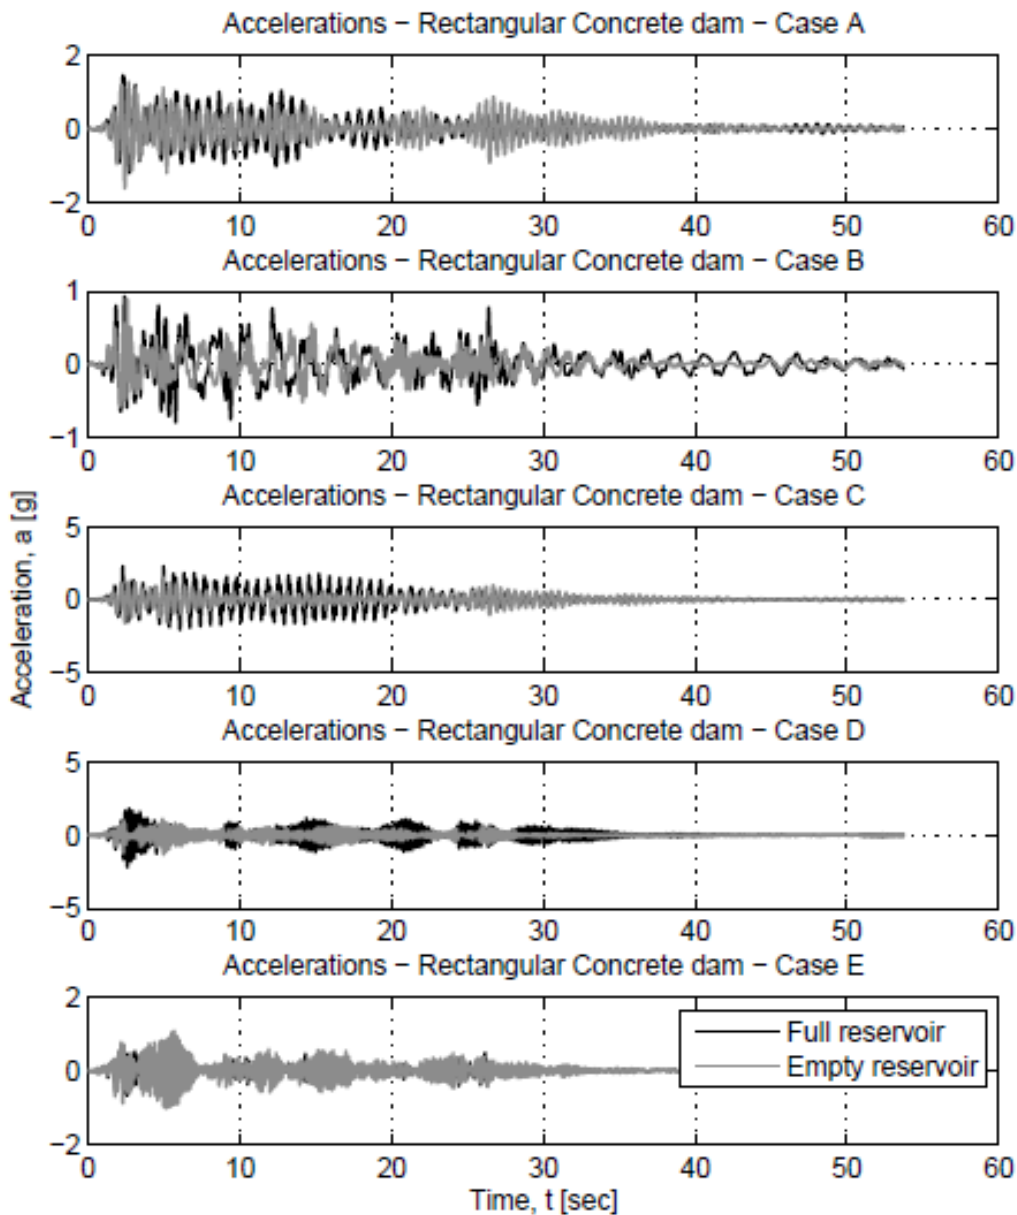 Accelerations − Rectangular Concrete dam − Case A
2
0
−2
0 10 20 30 40 50 60
Accelerations − Rectangular Concrete dam − Case B
1
0
−1
0 10 20 30 40 50 60
Accelerations − Rectangular Concrete dam − Case C
5
0
−5
0 10 20 30 40 50 60
Acceleration, a [g]
Accelerations − Rectangular Concrete dam − Case D
5
0
−5
0 10 20 30 40 50 60
Accelerations − Rectangular Concrete dam − Case E
2
0
−2
Full reservoir
Empty reservoir
0 10 20 30 40 50 60
Time, t [sec]